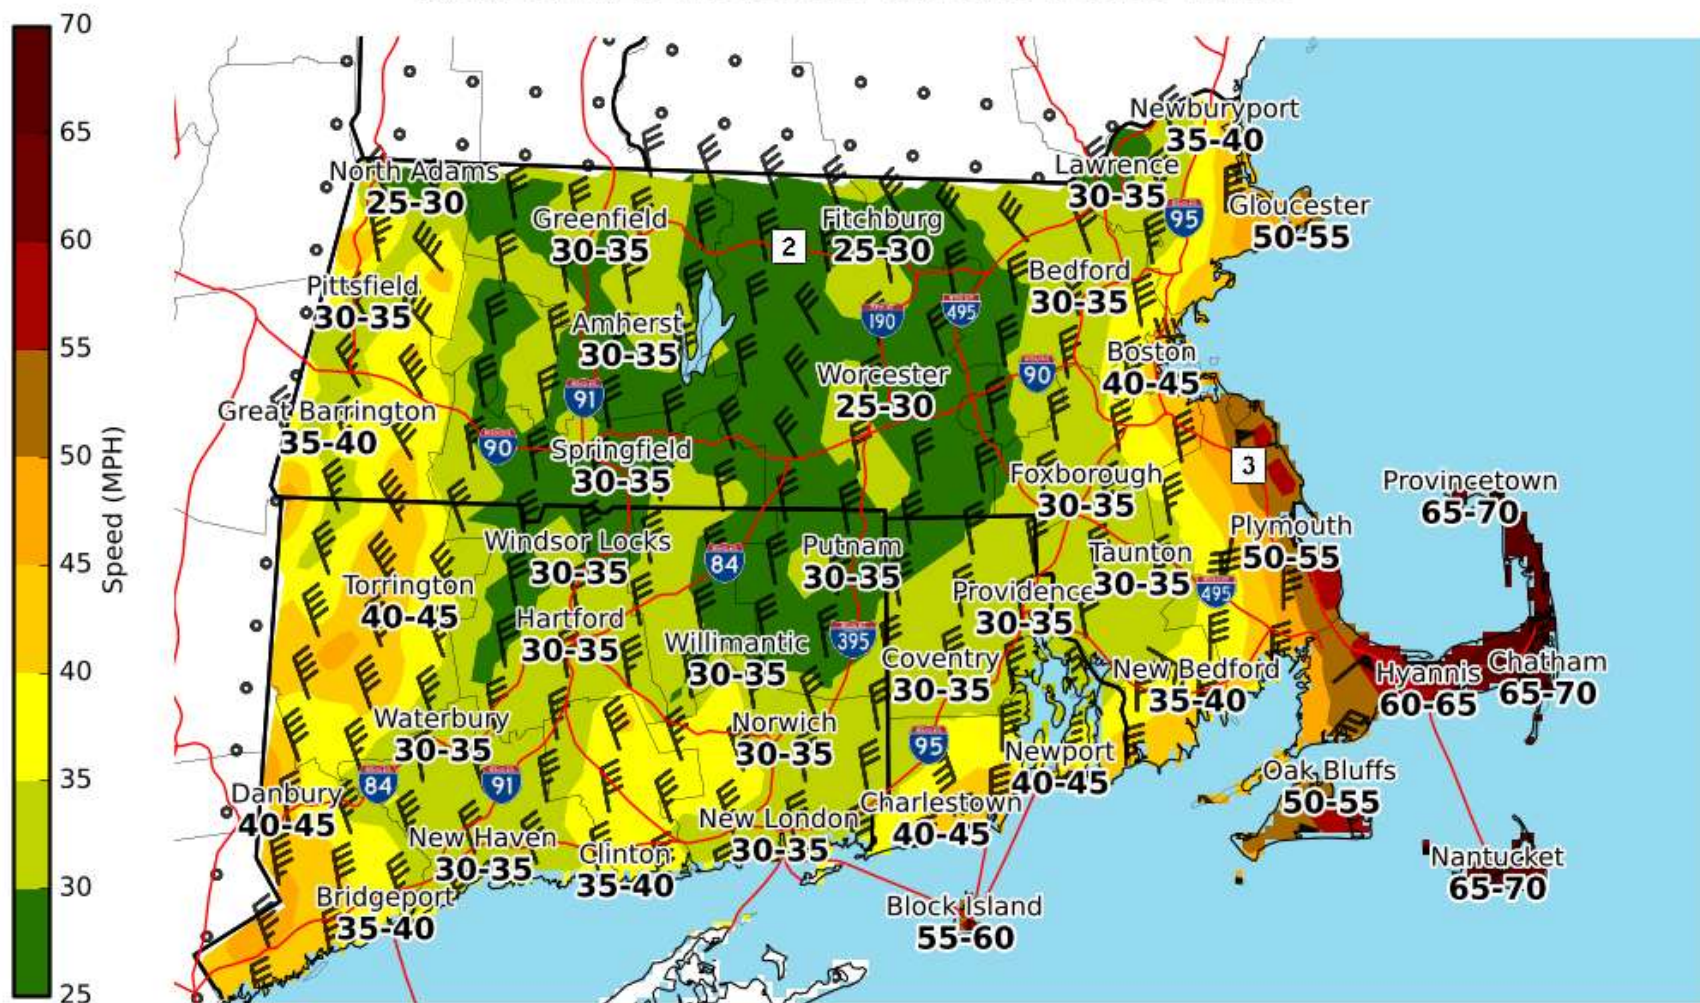 70
65
60
55
50
45
40
35
30
25
Speed (MPH)
Newburyport
35-40
Lawrence
30-35
North Adams
25-30
95
Gloucester
50-55
Greenfield
30-35
2
Fitchburg
25-30
Bedford
30-35
Pittsfield
30-35
190
495
Amherst
30-35
Boston
40-45
Worcester
25-30
90
91
Great Barrington
35-40
90
Springfield
30-35
3
Foxborough
30-35
Provincetown
65-70
Plymouth
50-55
Windsor Locks
30-35
84
Putnam
30-35
Taunton
30-35
Torrington
40-45
Providence
30-35
495
Hartford
30-35
Willimantic
30-35
395
Coventry
30-35
New Bedford
35-40
Hyannis
60-65
Chatham
65-70
Waterbury
30-35
Norwich
30-35
95
Newport
40-45
84
91
Danbury
40-45
Oak Bluffs
50-55
Charlestown
40-45
New London
30-35
New Haven
30-35
Clinton
35-40
Nantucket
65-70
Bridgeport
35-40
Block Island
55-60